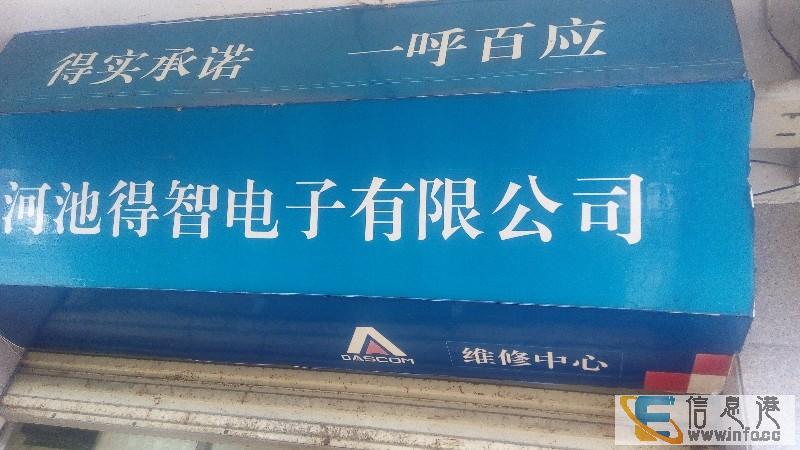 得实承诺 一呼百应
河池得智电子有限公司
DASCOM 维修中心
信息港
www.info.cc